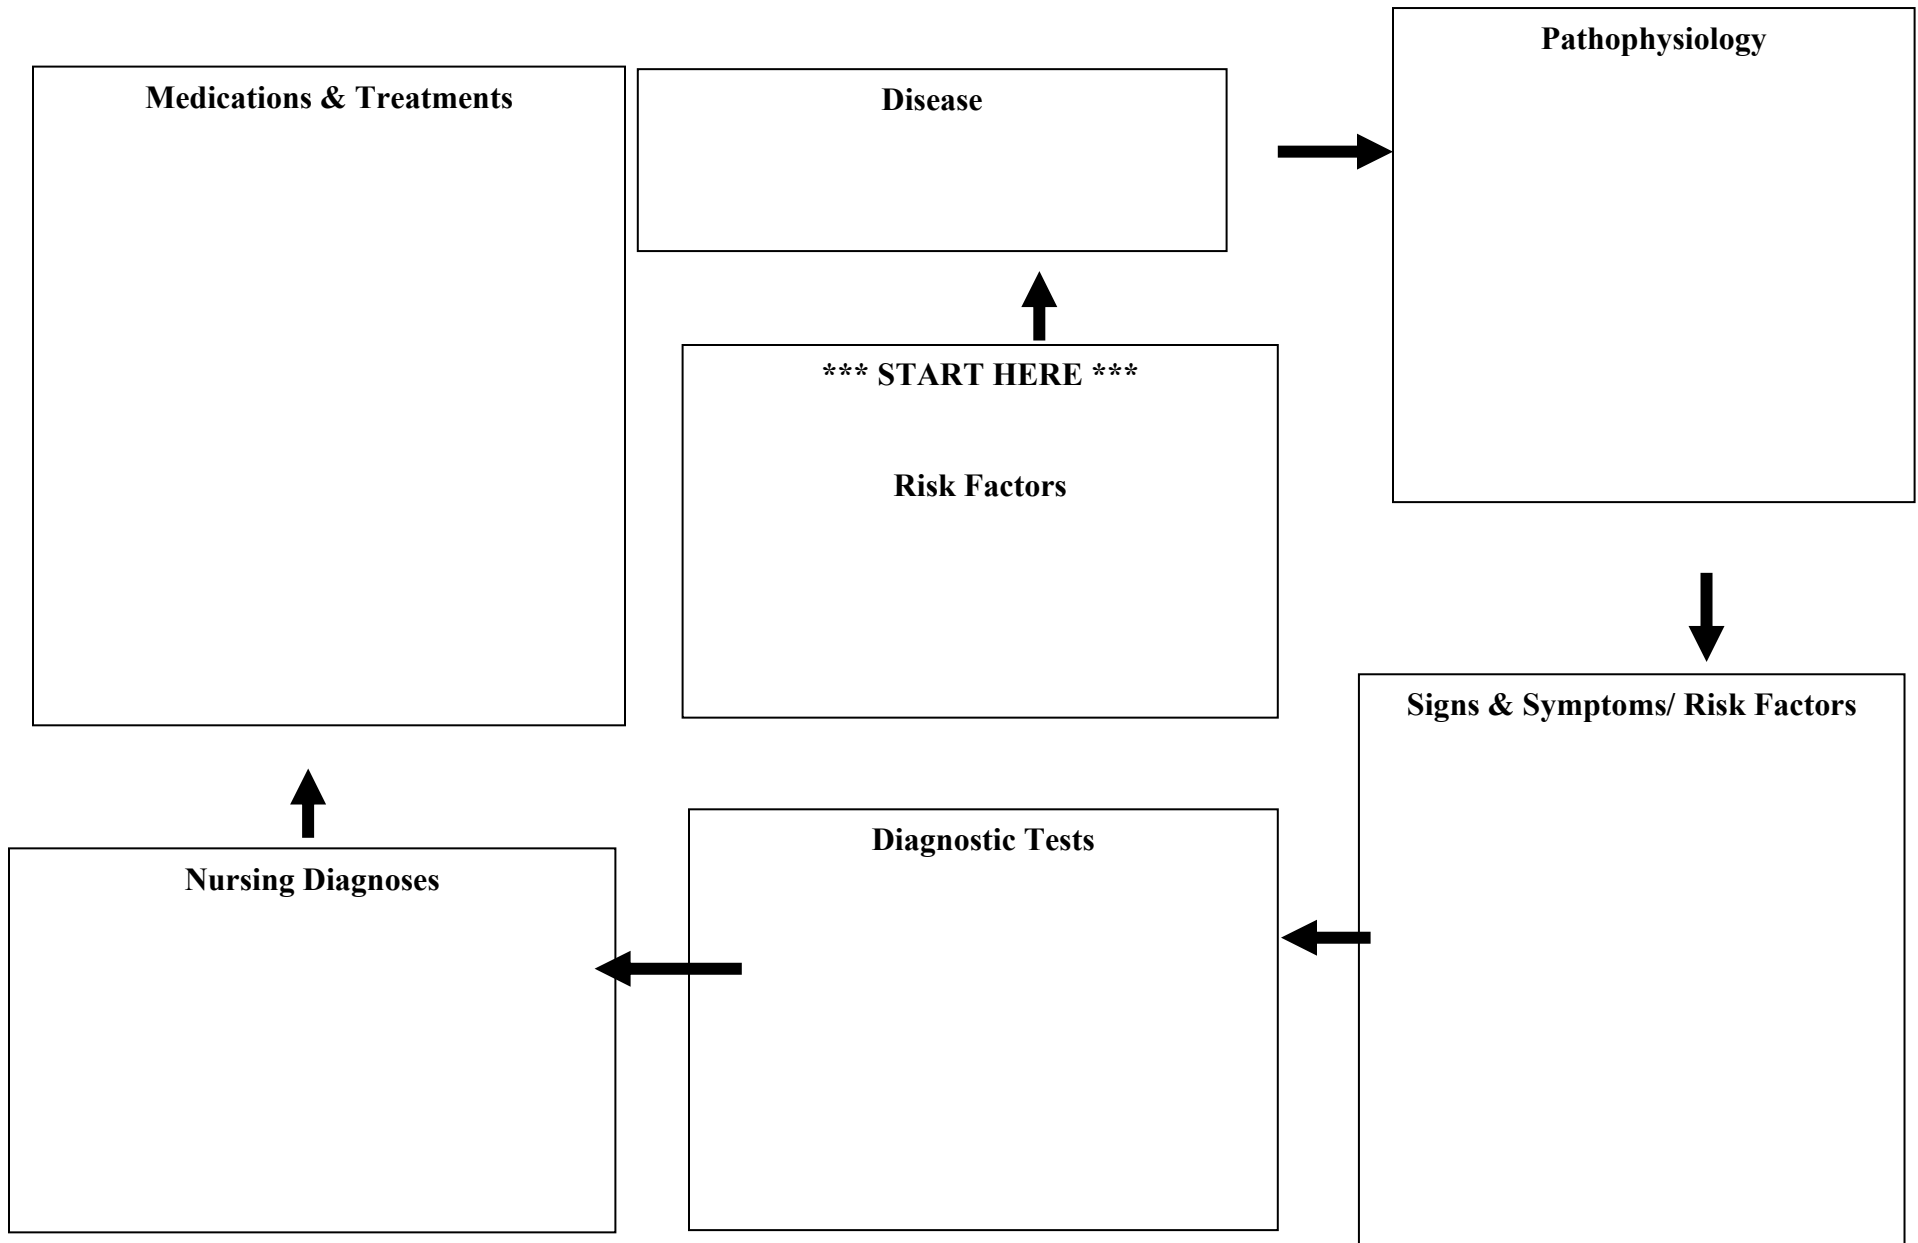 Pathophysiology
Medications & Treatments
Disease
*** START HERE ***
Risk Factors
Signs & Symptoms/ Risk Factors
Diagnostic Tests
Nursing Diagnoses